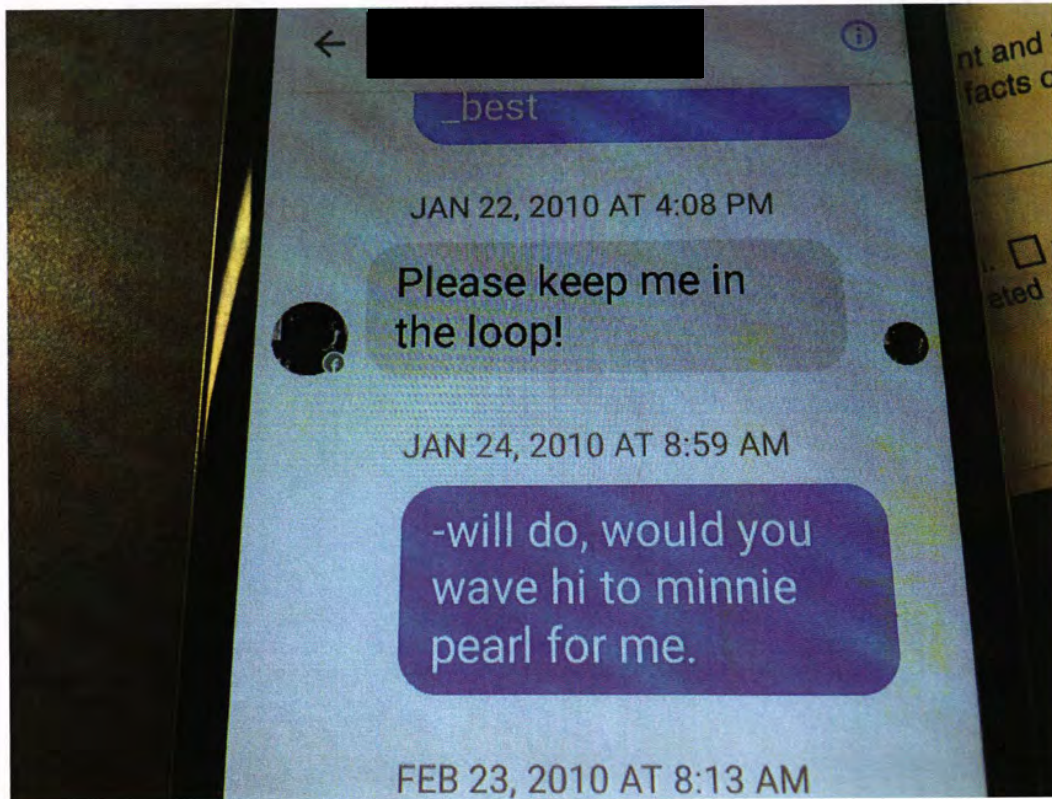 nt and
facts
_best
JAN 22, 2010 AT 4:08 PM
Please keep me in
the loop!
eted
JAN 24, 2010 AT 8:59 AM
-will do, would you
wave hi to minnie
pearl for me.
FEB 23, 2010 AT 8:13 AM